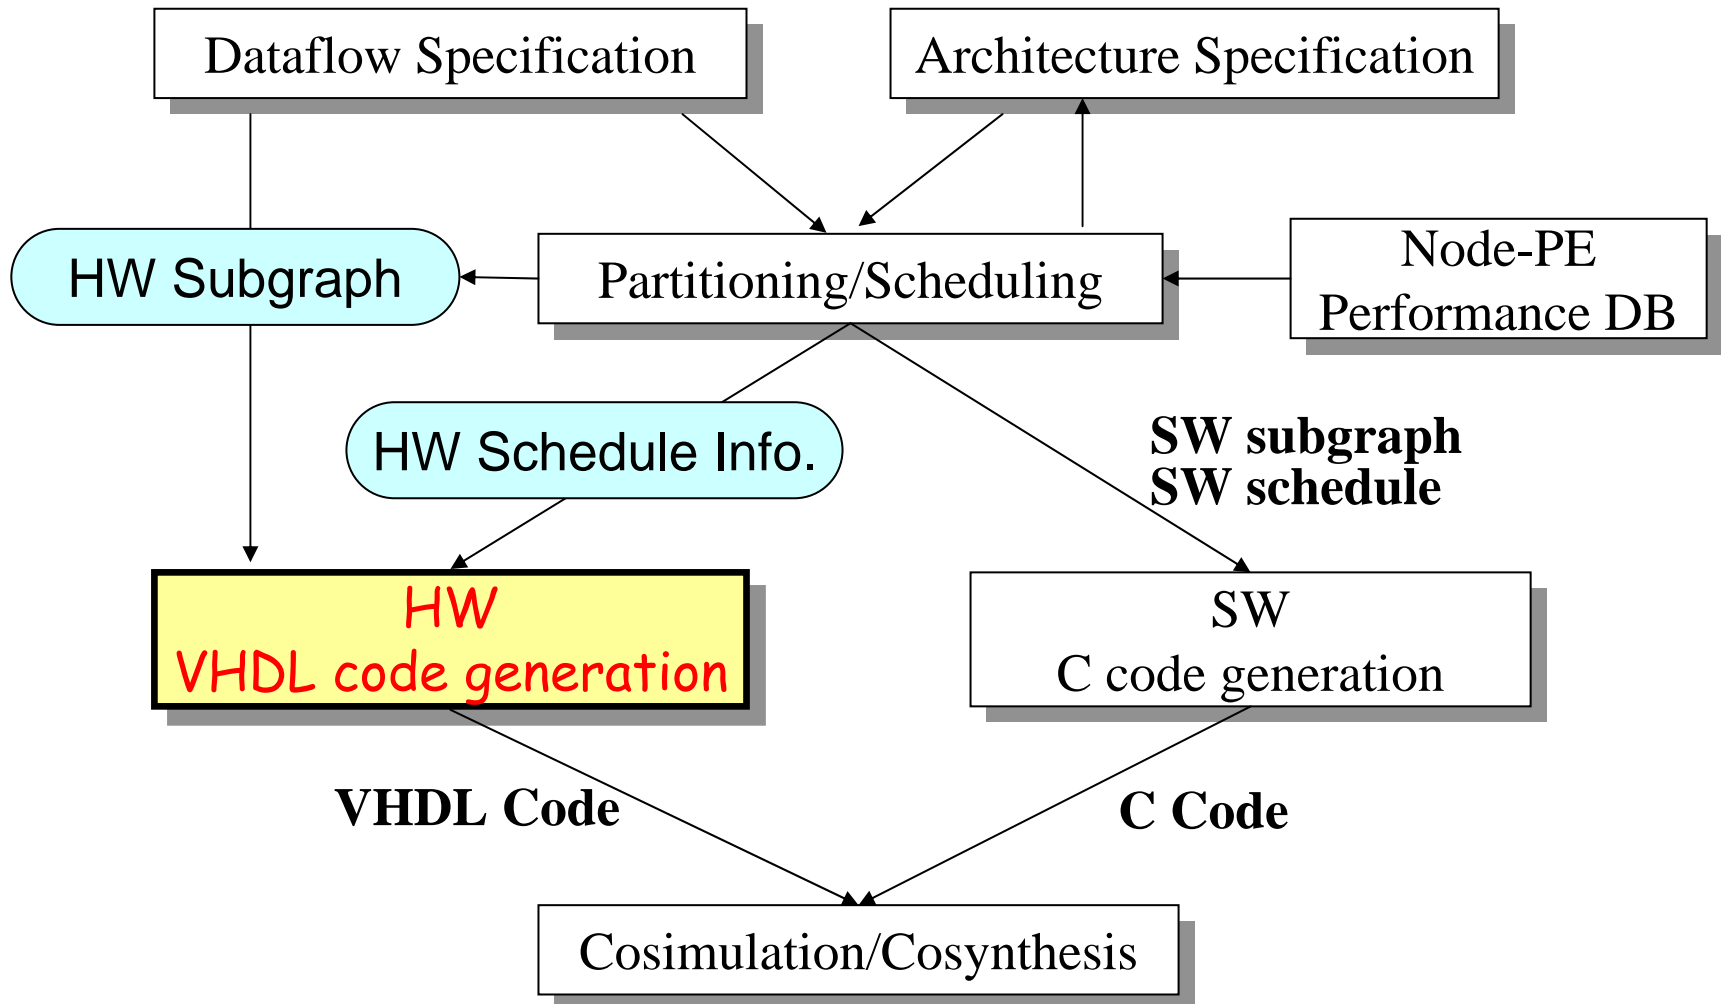 Dataflow Specification
Architecture Specification
HW Subgraph
Partitioning/Scheduling
Node-PE
Performance DB
HW Schedule Info.
SW subgraph
SW schedule
HW
VHDL code generation
SW
C code generation
VHDL Code
C Code
Cosimulation/Cosynthesis